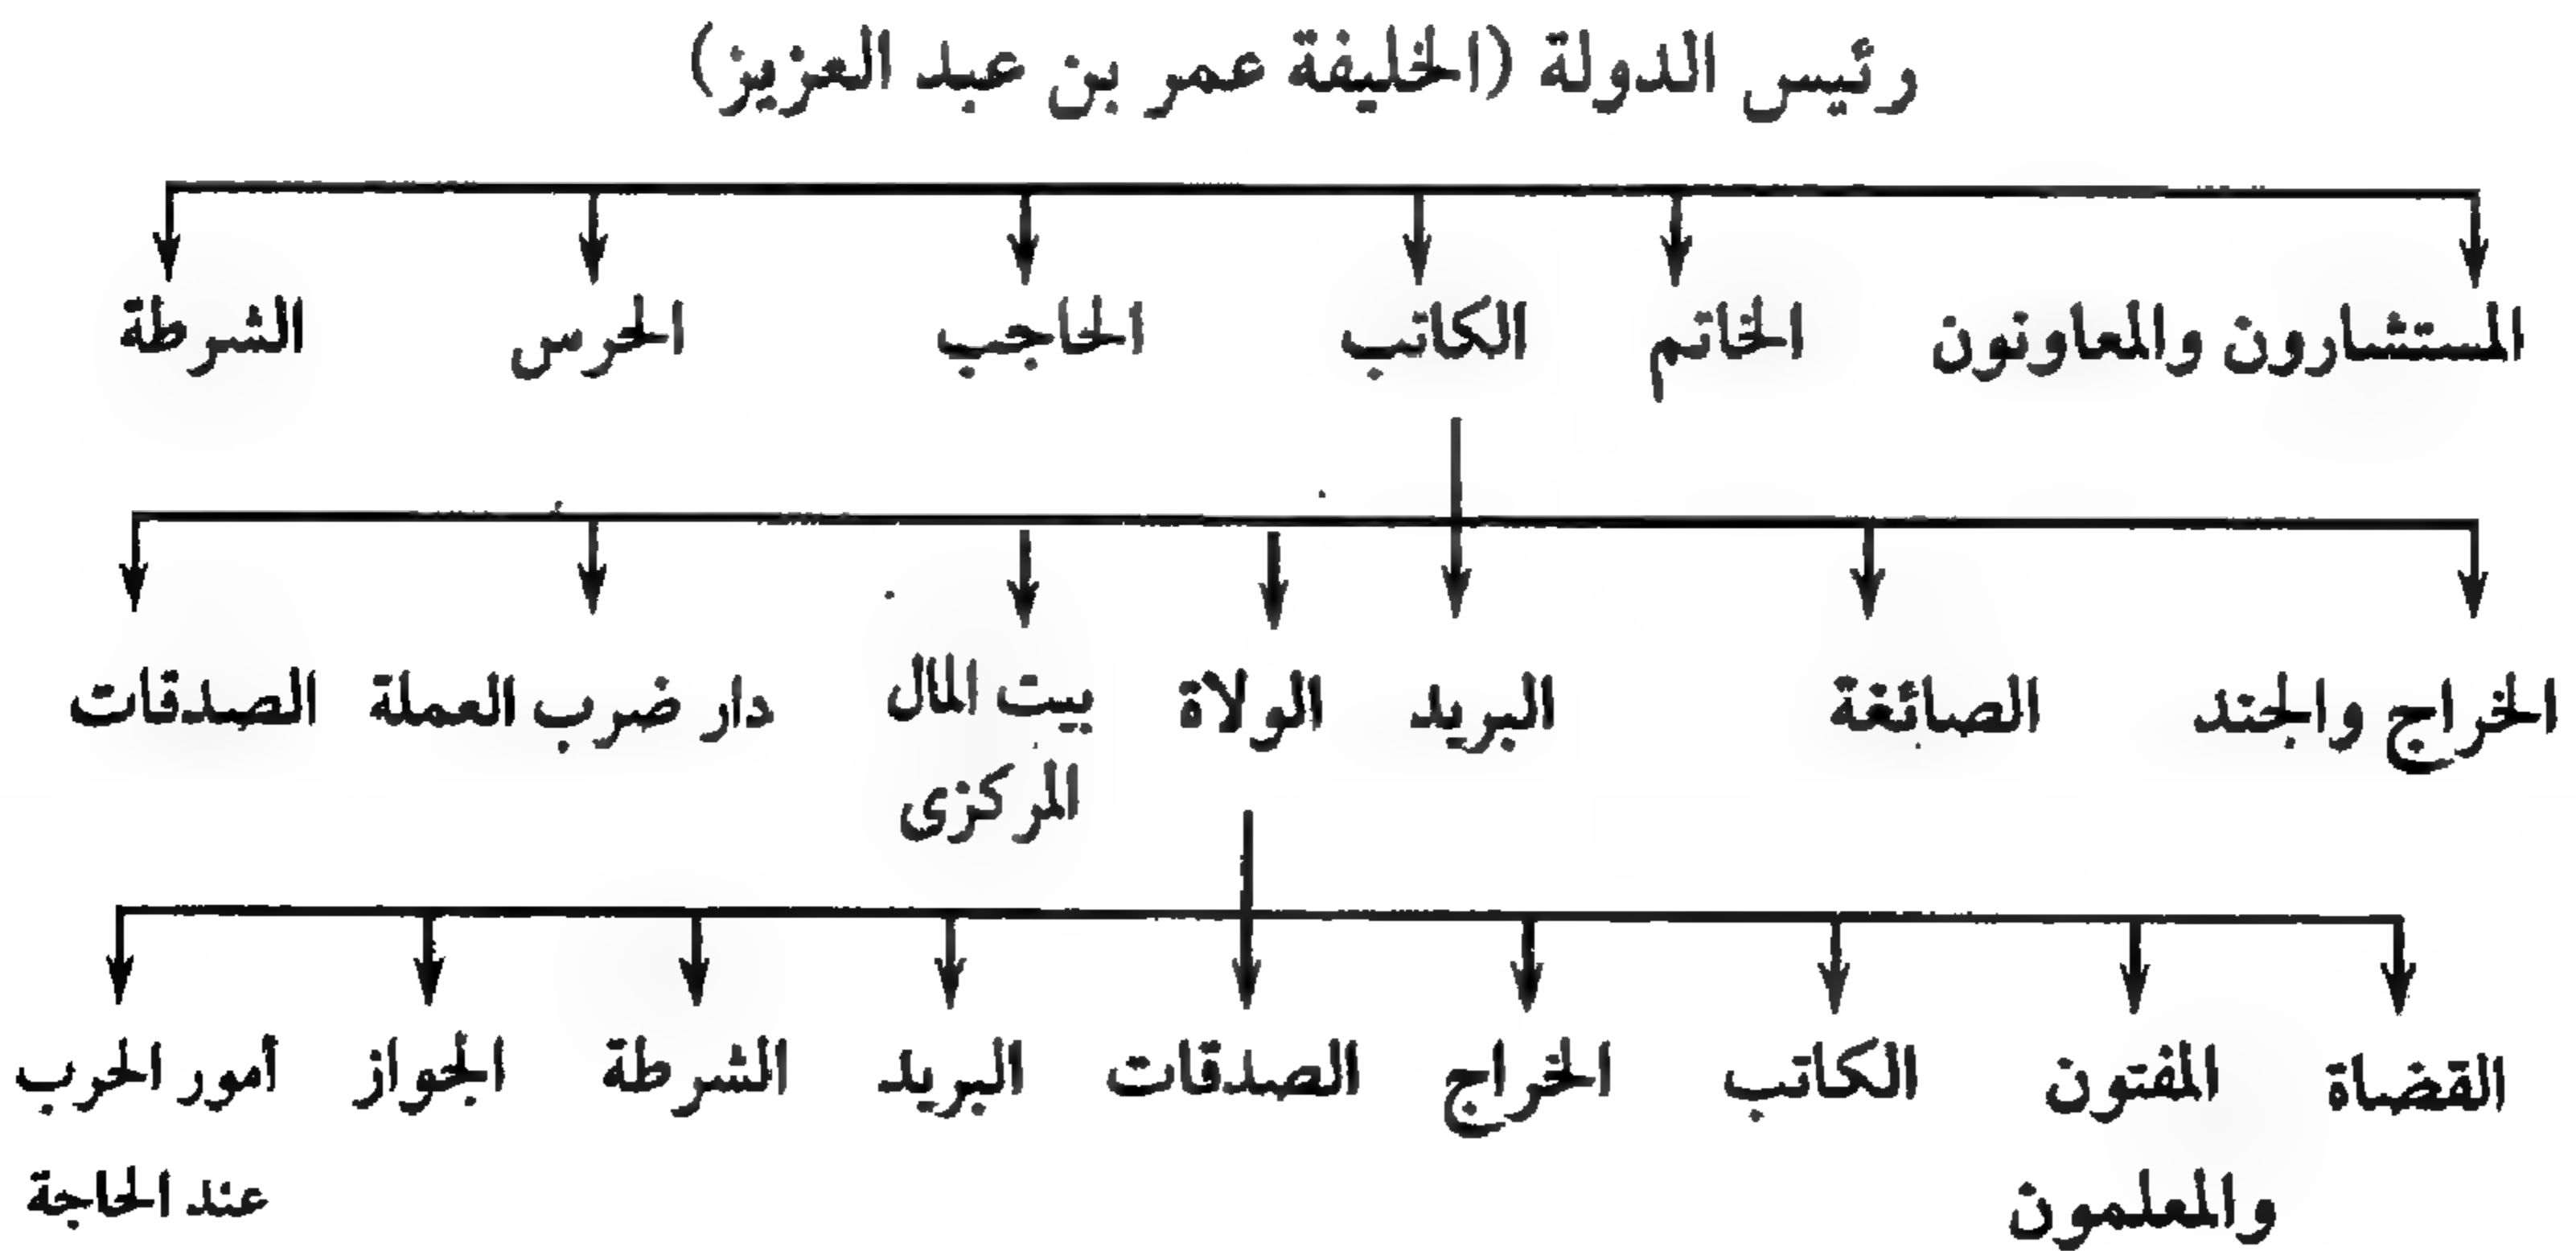 رئيس الدولة (الخليفة عمر بن عبد العزيز)
المستشارون والمعاونون الخاتم الكاتب الحاجب الحرس الشرطة
الخراج والجند الصائغة البريد الولاة بيت المال دار ضرب العملة الصدقات
المركزى
القضاة المفتون الكاتب الخراج الصدقات البريد الشرطة الجواز أمور الحرب
والمعلمون عند الحاجة